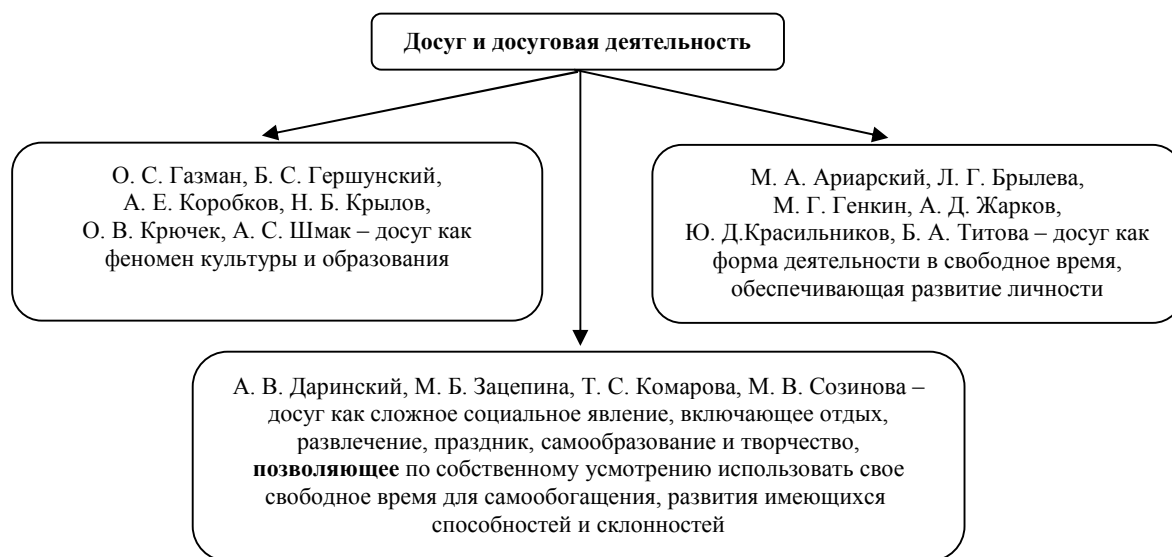 Досуг и досуговая деятельность
О. С. Газман, Б. С. Гершунский,
А. Е. Коробков, Н. Б. Крылов,
О. В. Крючек, А. С. Шмак – досуг как
феномен культуры и образования
М. А. Ариарский, Л. Г. Брылева,
М. Г. Генкин, А. Д. Жарков,
Ю. Д.Красильников, Б. А. Титова – досуг как
форма деятельности в свободное время,
обеспечивающая развитие личности
А. В. Даринский, М. Б. Зацепина, Т. С. Комарова, М. В. Созинова –
досуг как сложное социальное явление, включающее отдых,
развлечение, праздник, самообразование и творчество,
позволяющее по собственному усмотрению использовать свое
свободное время для самообогащения, развития имеющихся
способностей и склонностей